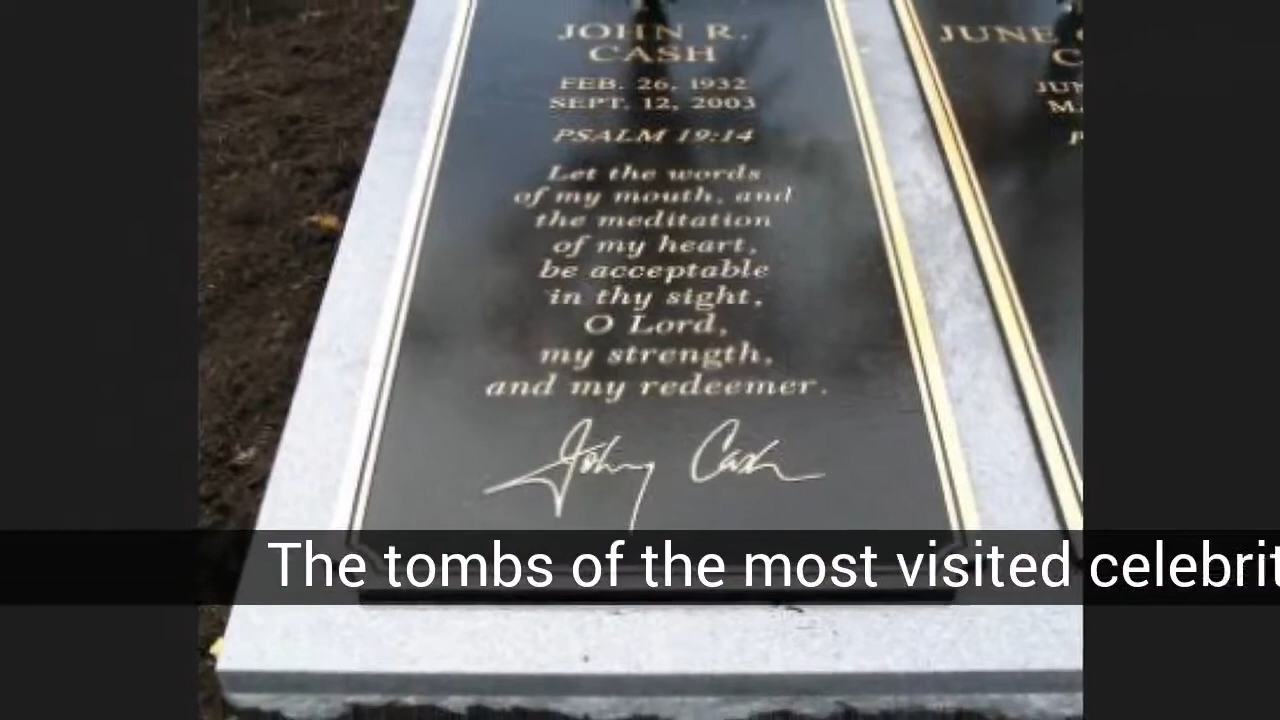 JOHN R.
CASH
FEB. 26, 1932
SEPT. 12, 2003
PSALM 19:14
Let the words
of my mouth, and
the meditation
of my heart,
be acceptable
in thy sight,
O Lord,
my strength,
and my redeemer.
Johnny Cash
JUNE
The tombs of the most visited celebrit